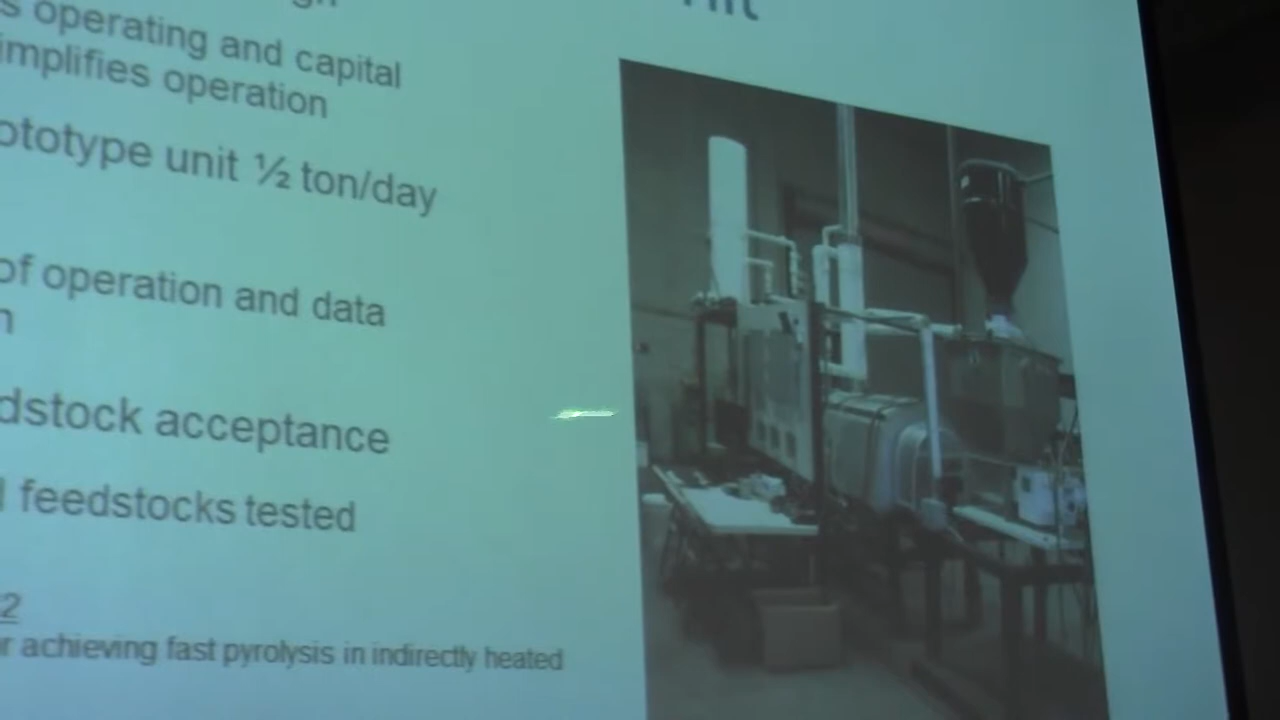 operating and capital
implifies operation
ototype unit ½ ton/day
of operation and data
n
dstock acceptance
feedstocks tested
2
r achieving fast pyrolysis in indirectly heated